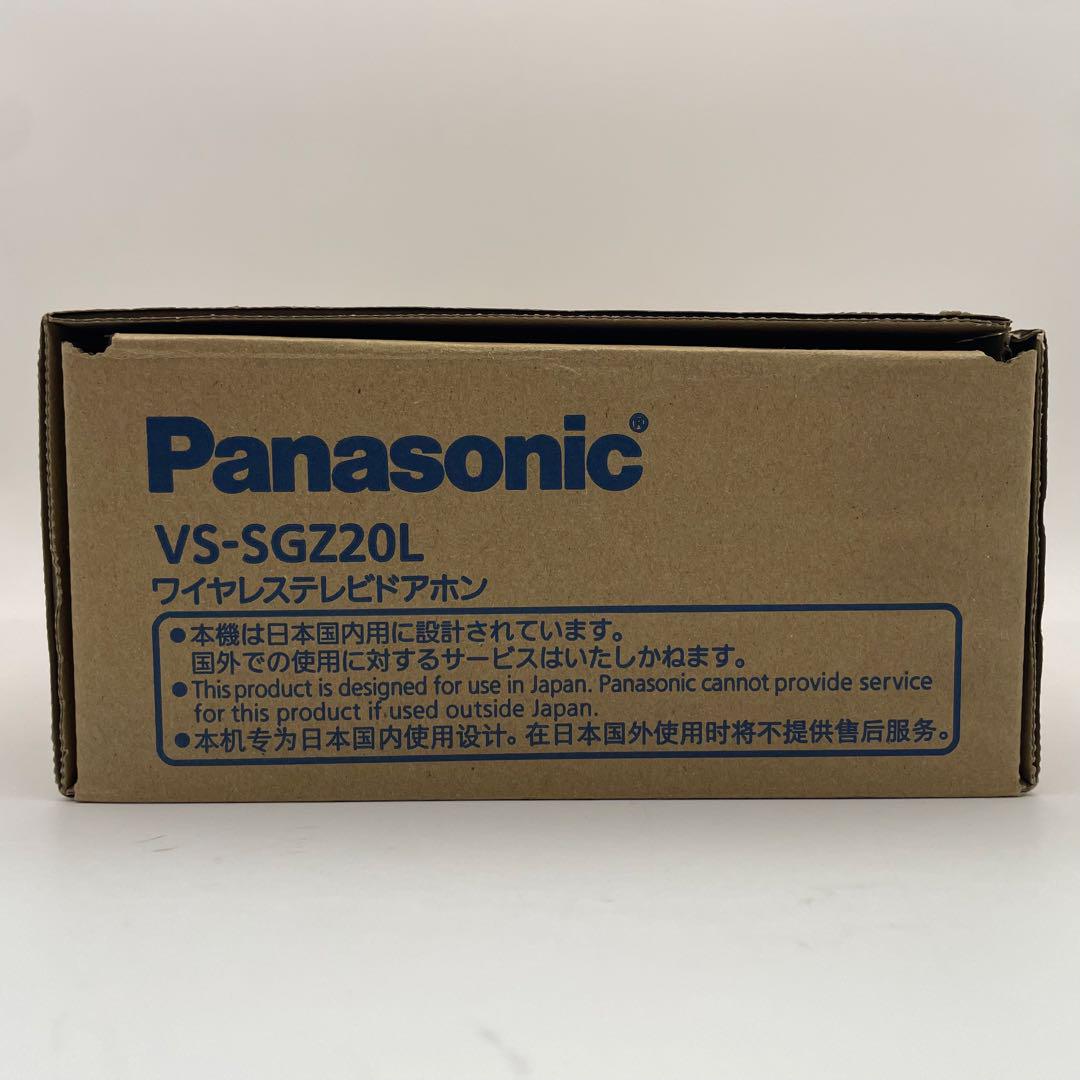 Panasonic®
VS-SGZ20L
ワイヤレステレビドアホン
●本機は日本国内用に設計されています。
国外での使用に対するサービスはいたしかねます。
●This product is designed for use in Japan. Panasonic cannot provide service
for this product if used outside Japan.
●本机专为日本国内使用设计。在日本国外使用时将不提供售后服务。